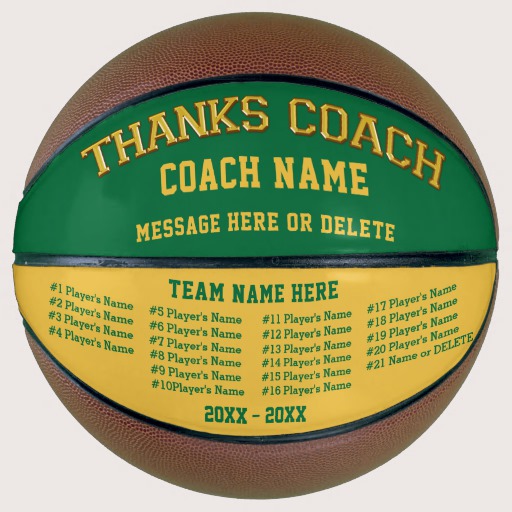 THANKS COACH
COACH NAME
MESSAGE HERE OR DELETE
TEAM NAME HERE
#1 Player's Name
#2 Player's Name
#3 Player's Name
#4 Player's Name
#5 Player's Name
#6 Player's Name
#7 Player's Name
#8 Player's Name
#9 Player's Name
#10Player's Name
#11 Player's Name
#12 Player's Name
#13 Player's Name
#14 Player's Name
#15 Player's Name
#16 Player's Name
#17 Player's Name
#18 Player's Name
#19 Player's Name
#20 Player's Name
#21 Name or DELETE
20XX - 20XX